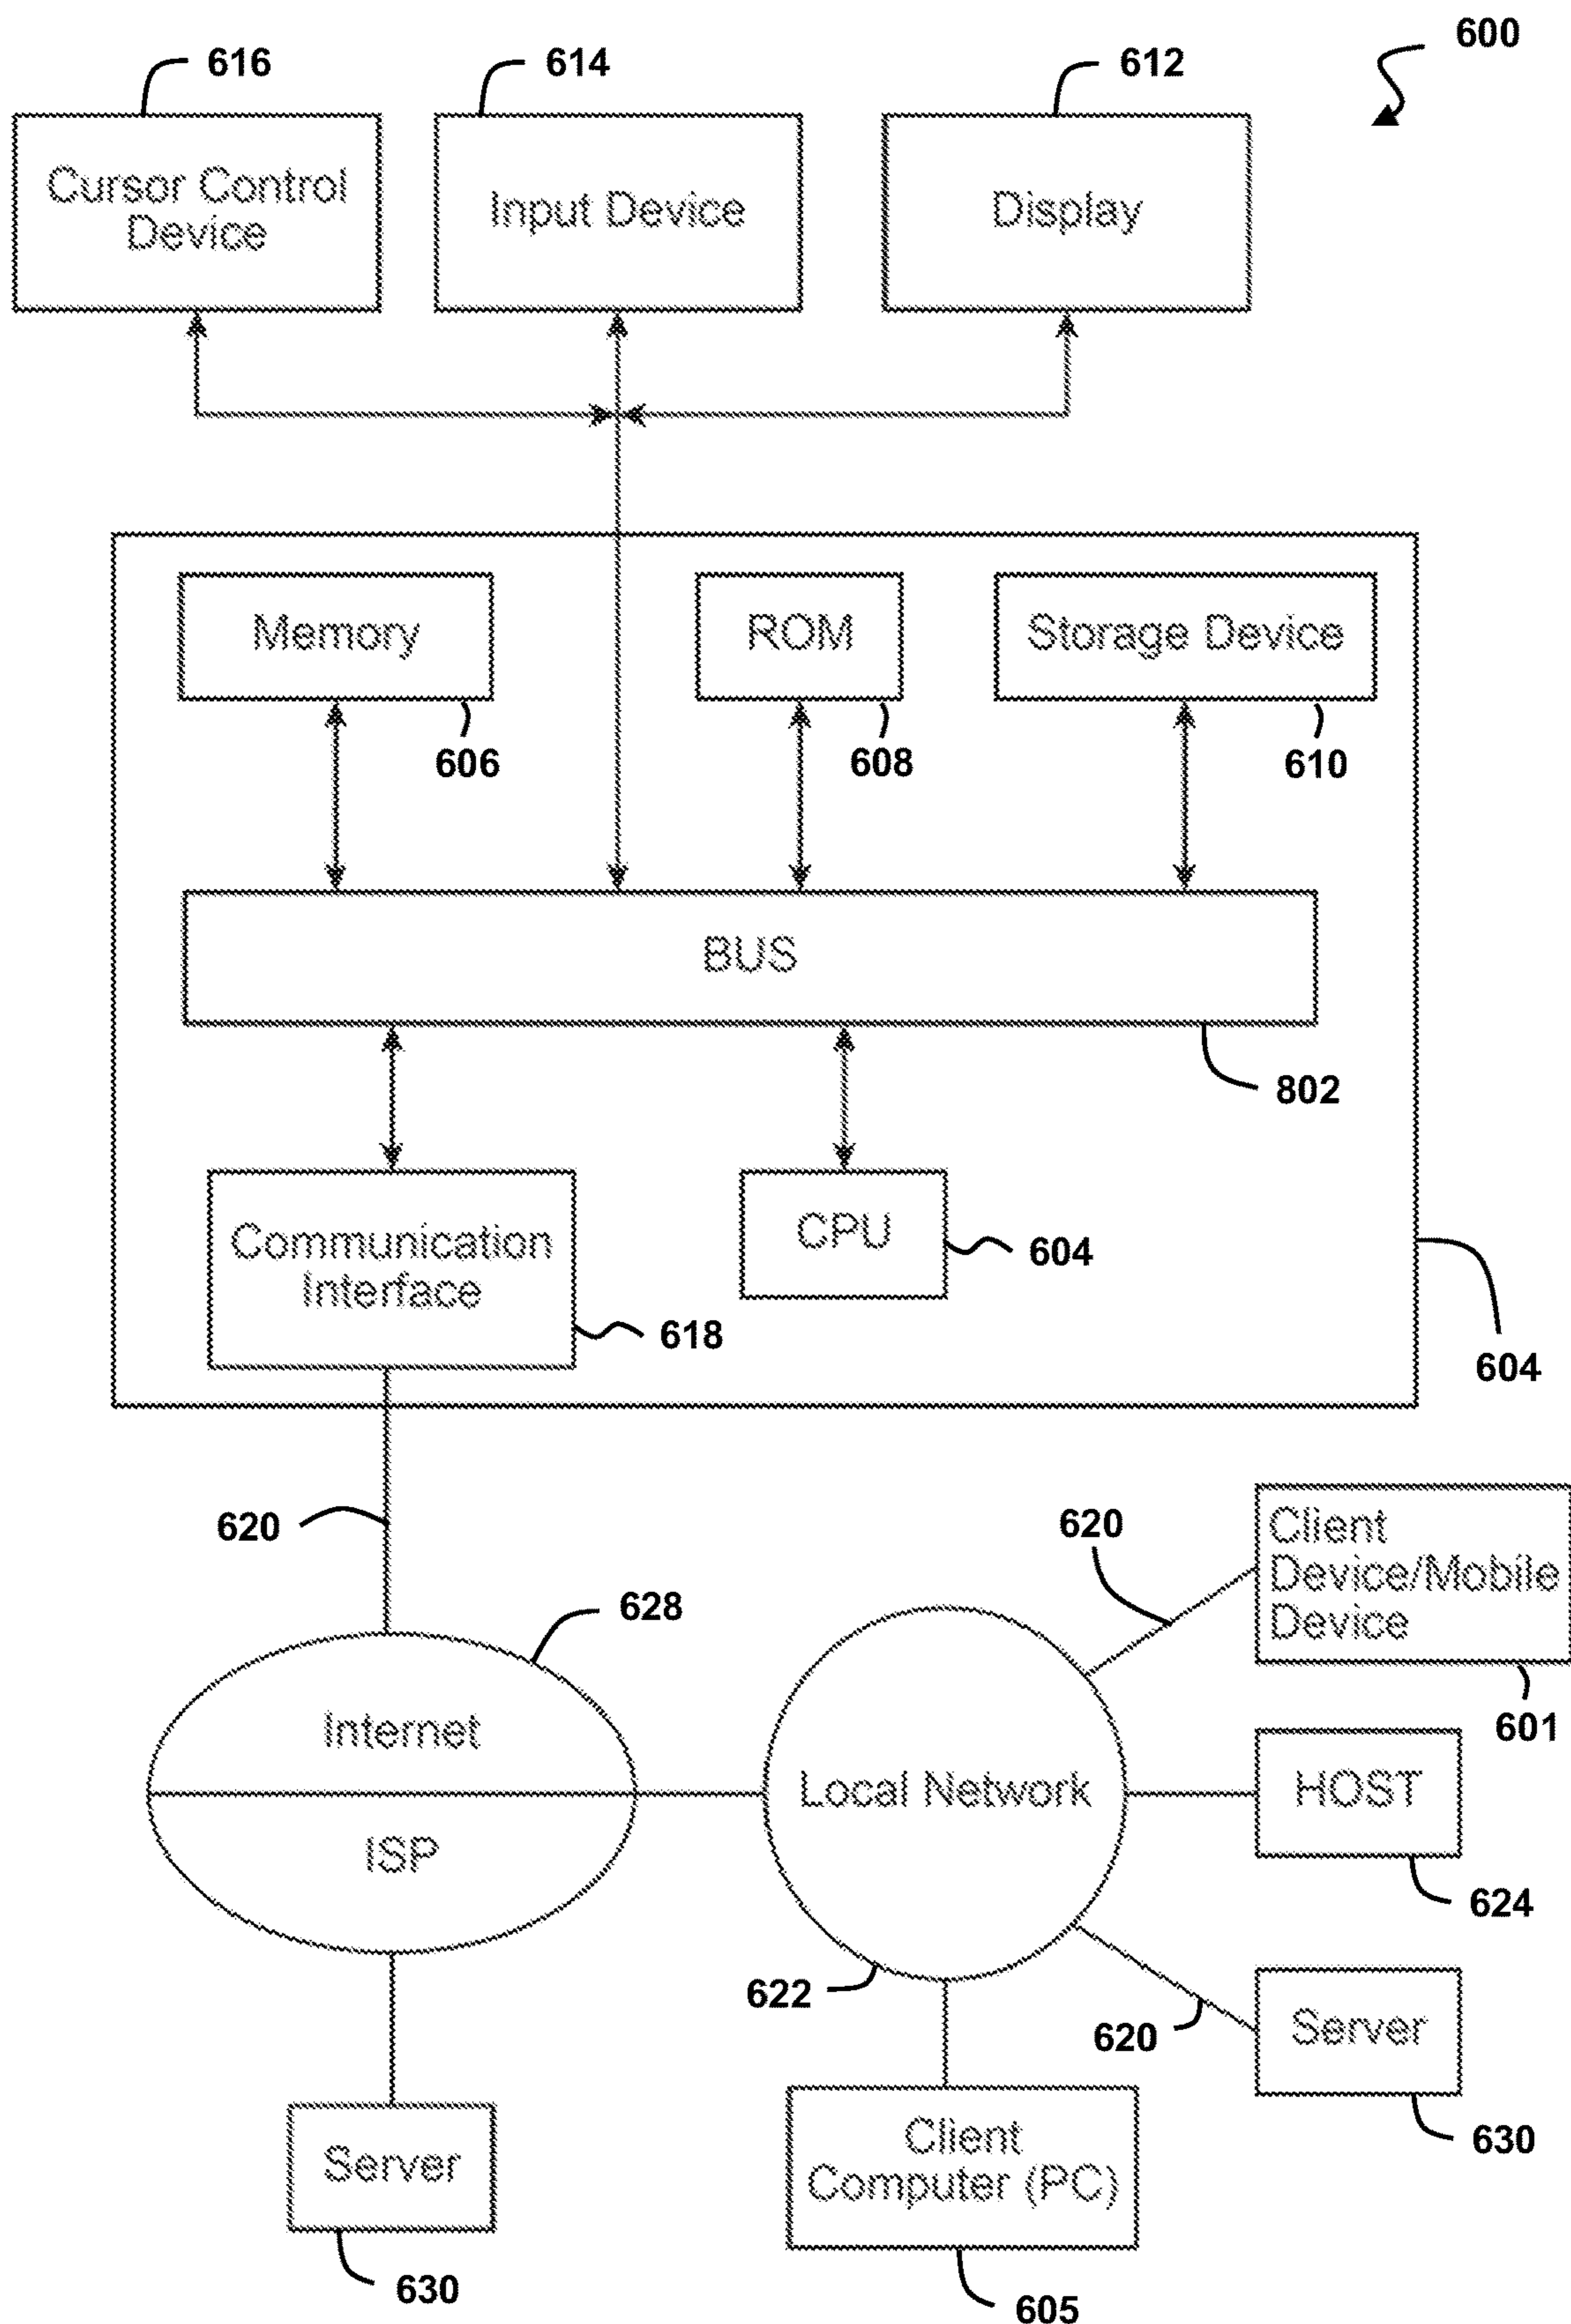 600
616
614
612
Cursor Control
Device
Input Device
Display
Memory
ROM
Storage Device
606
608
610
BUS
802
Communication
Interface
CPU
604
618
604
620
620
Client
Device/Mobile
Device
628
601
Internet
ISP
Local Network
HOST
624
622
620
Server
630
Server
630
Client
Computer (PC)
605